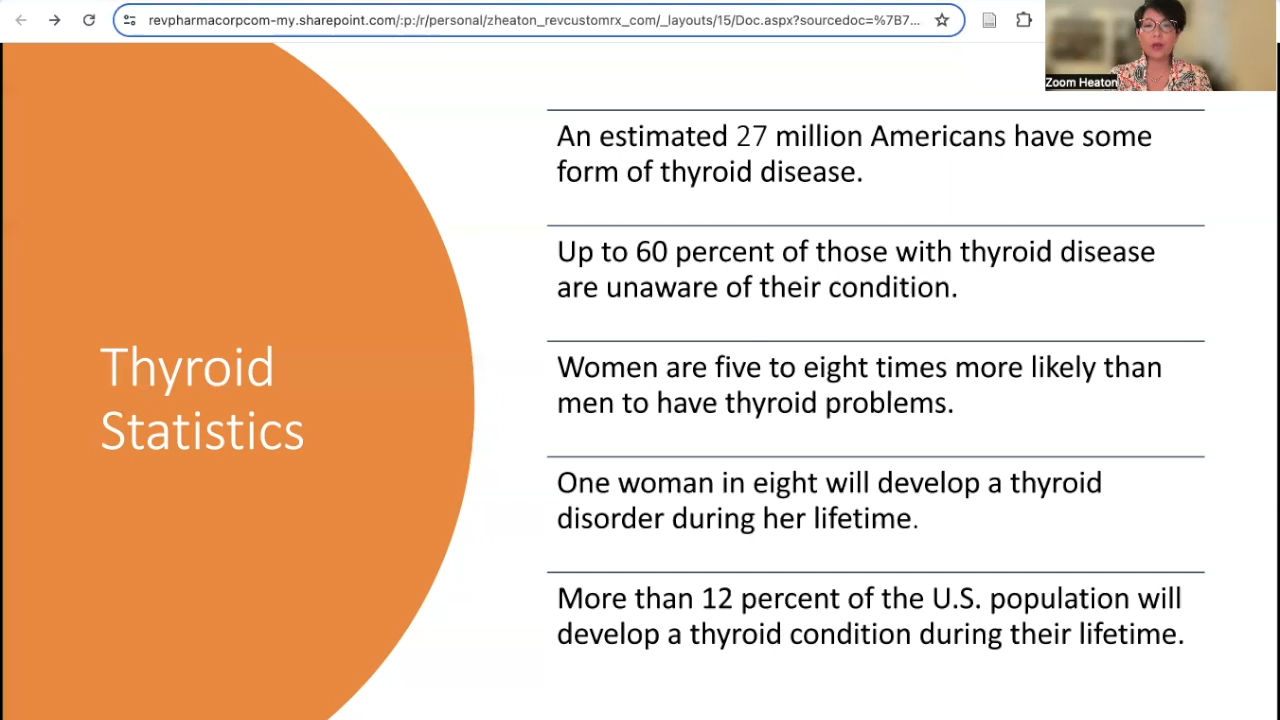 revpharmacorpcom-my.sharepoint.com/:p:/r/personal/zheaton_revcustomrx_com/_layouts/15/Doc.aspx?sourcedoc=%7B7...
Zoom Heaton
An estimated 27 million Americans have some
form of thyroid disease.
Up to 60 percent of those with thyroid disease
are unaware of their condition.
Thyroid
Statistics
Women are five to eight times more likely than
men to have thyroid problems.
One woman in eight will develop a thyroid
disorder during her lifetime.
More than 12 percent of the U.S. population will
develop a thyroid condition during their lifetime.